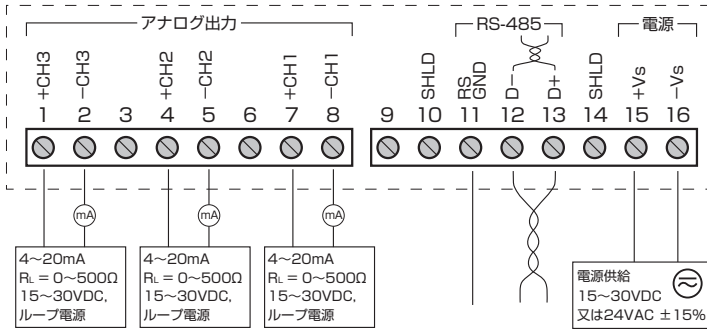 アナログ出力
RS-485
電源
+CH3
−CH3
+CH2
−CH2
+CH1
−CH1
SHLD
RS
GND
D−
D+
SHLD
+Vs
−Vs
1 2 3 4 5 6 7 8 9 10 11 12 13 14 15 16
mA
mA
mA
4〜20mA
RL = 0〜500Ω
15〜30VDC,
ループ電源
4〜20mA
RL = 0〜500Ω
15〜30VDC,
ループ電源
4〜20mA
RL = 0〜500Ω
15〜30VDC,
ループ電源
電源供給
15〜30VDC
又は24VAC ±15%